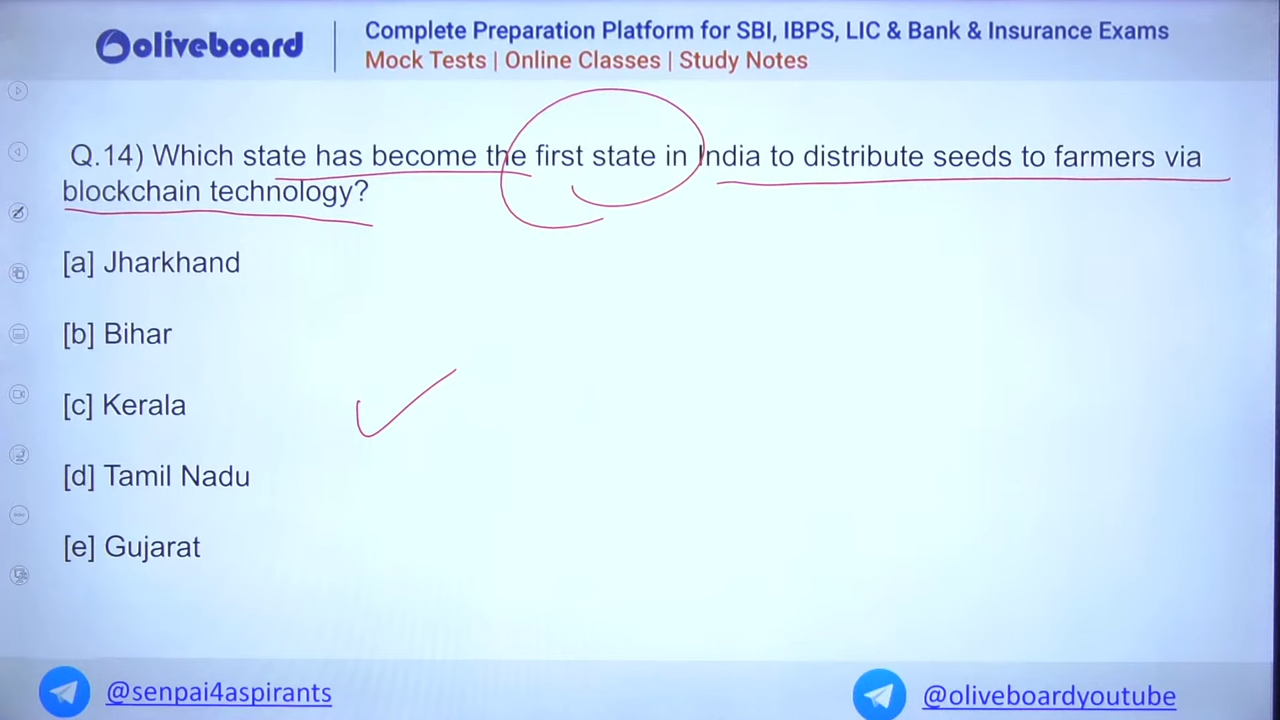 oliveboard
Complete Preparation Platform for SBI, IBPS, LIC & Bank & Insurance Exams
Mock Tests | Online Classes | Study Notes
Q.14) Which state has become the first state in India to distribute seeds to farmers via
blockchain technology?
[a] Jharkhand
[b] Bihar
[c] Kerala
[d] Tamil Nadu
[e] Gujarat
@senpai4aspirants
@oliveboardyoutube